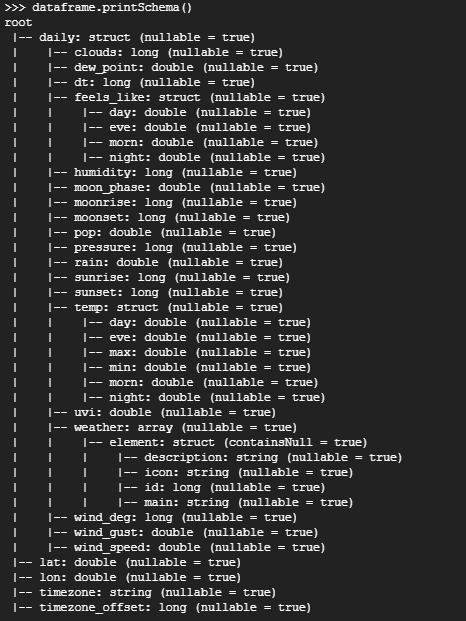 >>> dataframe.printSchema()
root
 |-- daily: struct (nullable = true)
 |    |-- clouds: long (nullable = true)
 |    |-- dew_point: double (nullable = true)
 |    |-- dt: long (nullable = true)
 |    |-- feels_like: struct (nullable = true)
 |    |    |-- day: double (nullable = true)
 |    |    |-- eve: double (nullable = true)
 |    |    |-- morn: double (nullable = true)
 |    |    |-- night: double (nullable = true)
 |    |-- humidity: long (nullable = true)
 |    |-- moon_phase: double (nullable = true)
 |    |-- moonrise: long (nullable = true)
 |    |-- moonset: long (nullable = true)
 |    |-- pop: double (nullable = true)
 |    |-- pressure: long (nullable = true)
 |    |-- rain: double (nullable = true)
 |    |-- sunrise: long (nullable = true)
 |    |-- sunset: long (nullable = true)
 |    |-- temp: struct (nullable = true)
 |    |    |-- day: double (nullable = true)
 |    |    |-- eve: double (nullable = true)
 |    |    |-- max: double (nullable = true)
 |    |    |-- min: double (nullable = true)
 |    |    |-- morn: double (nullable = true)
 |    |    |-- night: double (nullable = true)
 |    |-- uvi: double (nullable = true)
 |    |-- weather: array (nullable = true)
 |    |    |-- element: struct (containsNull = true)
 |    |    |    |-- description: string (nullable = true)
 |    |    |    |-- icon: string (nullable = true)
 |    |    |    |-- id: long (nullable = true)
 |    |    |    |-- main: string (nullable = true)
 |    |-- wind_deg: long (nullable = true)
 |    |-- wind_gust: double (nullable = true)
 |    |-- wind_speed: double (nullable = true)
 |-- lat: double (nullable = true)
 |-- lon: double (nullable = true)
 |-- timezone: string (nullable = true)
 |-- timezone_offset: long (nullable = true)